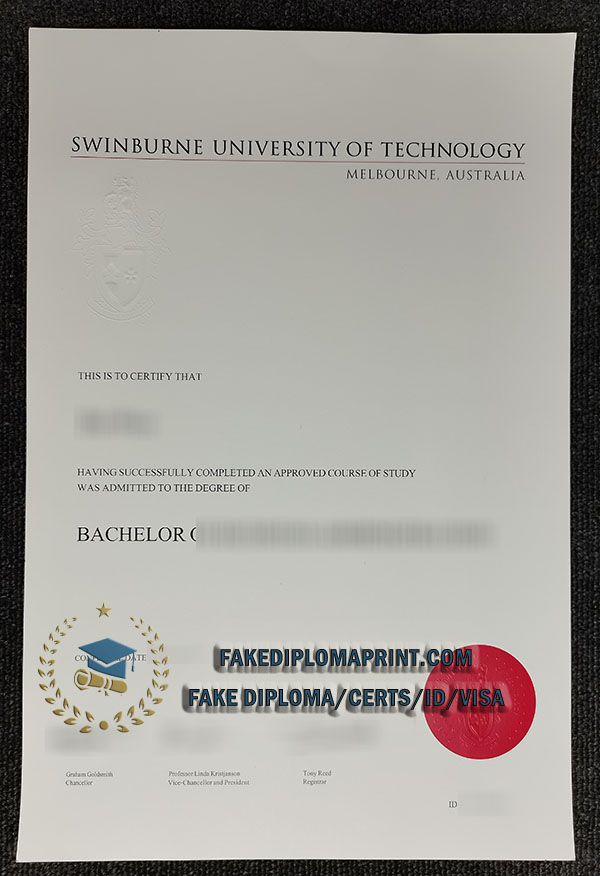 SWINBURNE UNIVERSITY OF TECHNOLOGY
MELBOURNE, AUSTRALIA
THIS IS TO CERTIFY THAT
HAVING SUCCESSFULLY COMPLETED AN APPROVED COURSE OF STUDY
WAS ADMITTED TO THE DEGREE OF
BACHELOR
DATE
FAKEDIPLOMAPRINT.COM
FAKE DIPLOMA/CERTS/ID/VISA
Graham Goldsmith Professor Linda Kristjanson Tony Reed
Chancellor Vice-Chancellor and President Registrar
ID